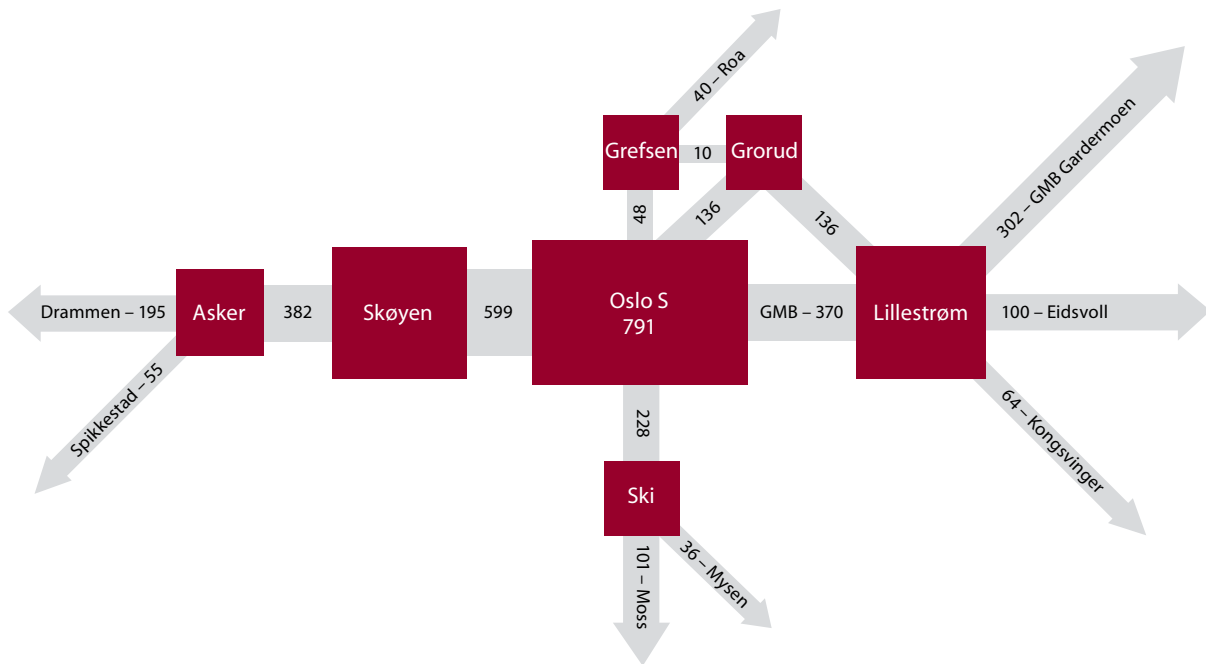 40 – Roa
Grefsen
10
Grorud
302 – GMB Gardermoen
48
136
136
Drammen – 195
Asker
382
Skøyen
599
Oslo S
791
GMB – 370
Lillestrøm
100 – Eidsvoll
Spikkestad – 55
228
64 – Kongsvinger
Ski
101 – Moss
36 – Mysen